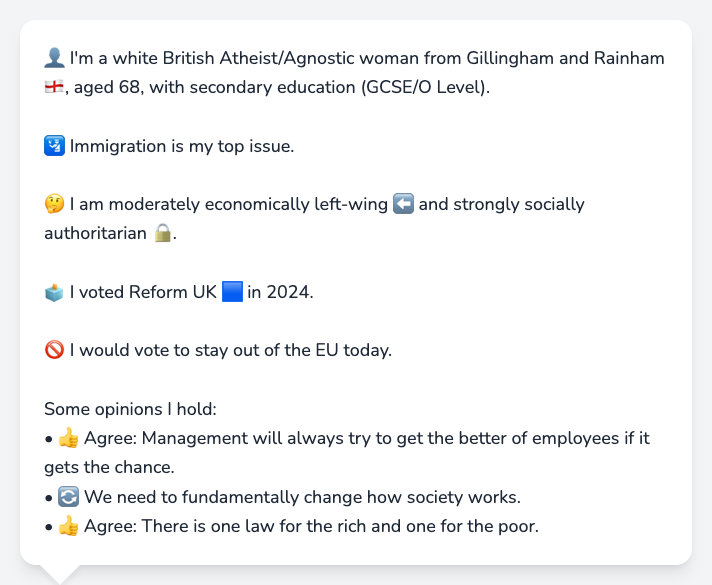 👤 I'm a white British Atheist/Agnostic woman from Gillingham and Rainham
🏴󠁧󠁢󠁥󠁮󠁧󠁿, aged 68, with secondary education (GCSE/O Level).
🛂 Immigration is my top issue.
🤔 I am moderately economically left-wing ⬅️ and strongly socially
authoritarian 🔒.
🗳️ I voted Reform UK 🟦 in 2024.
🚫 I would vote to stay out of the EU today.
Some opinions I hold:
• 👍 Agree: Management will always try to get the better of employees if it
gets the chance.
• 🔄 We need to fundamentally change how society works.
• 👍 Agree: There is one law for the rich and one for the poor.